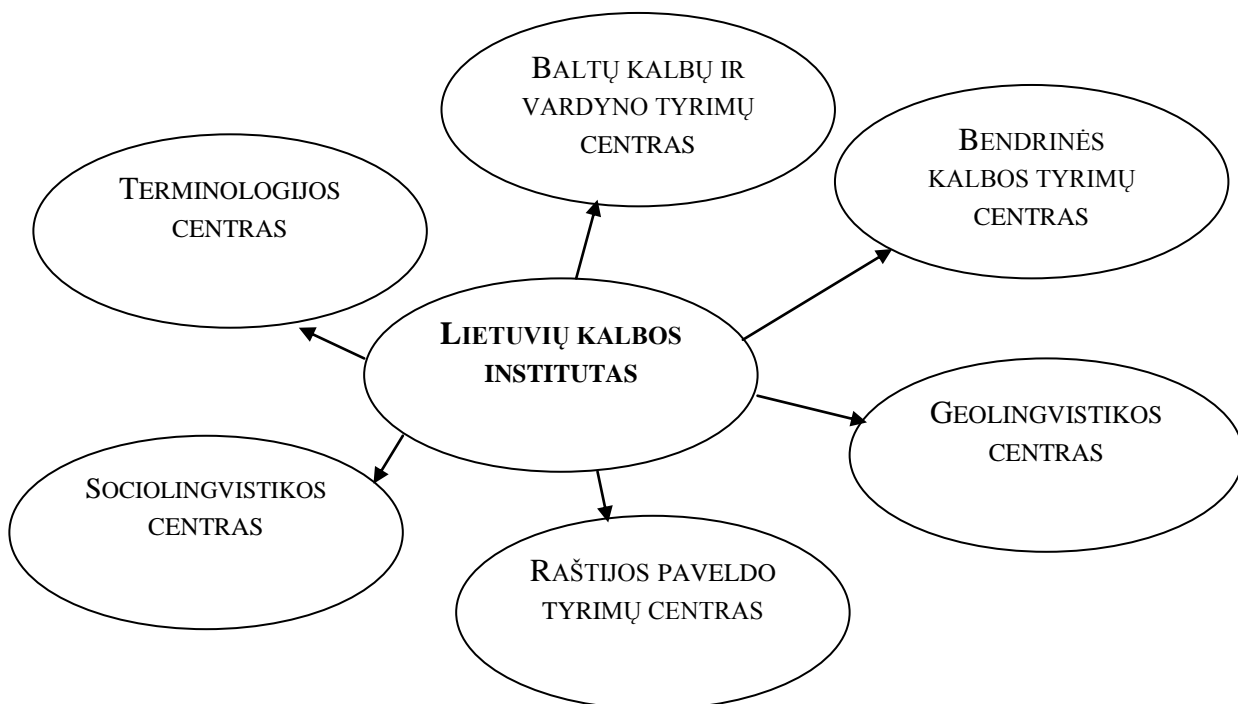 BALTŲ KALBŲ IR
VARDYNO TYRIMŲ
CENTRAS
BENDRINĖS
KALBOS TYRIMŲ
CENTRAS
TERMINOLOGIJOS
CENTRAS
LIETUVIŲ KALBOS
INSTITUTAS
GEOLINGVISTIKOS
CENTRAS
SOCIOLINGVISTIKOS
CENTRAS
RAŠTIJOS PAVELDO
TYRIMŲ CENTRAS